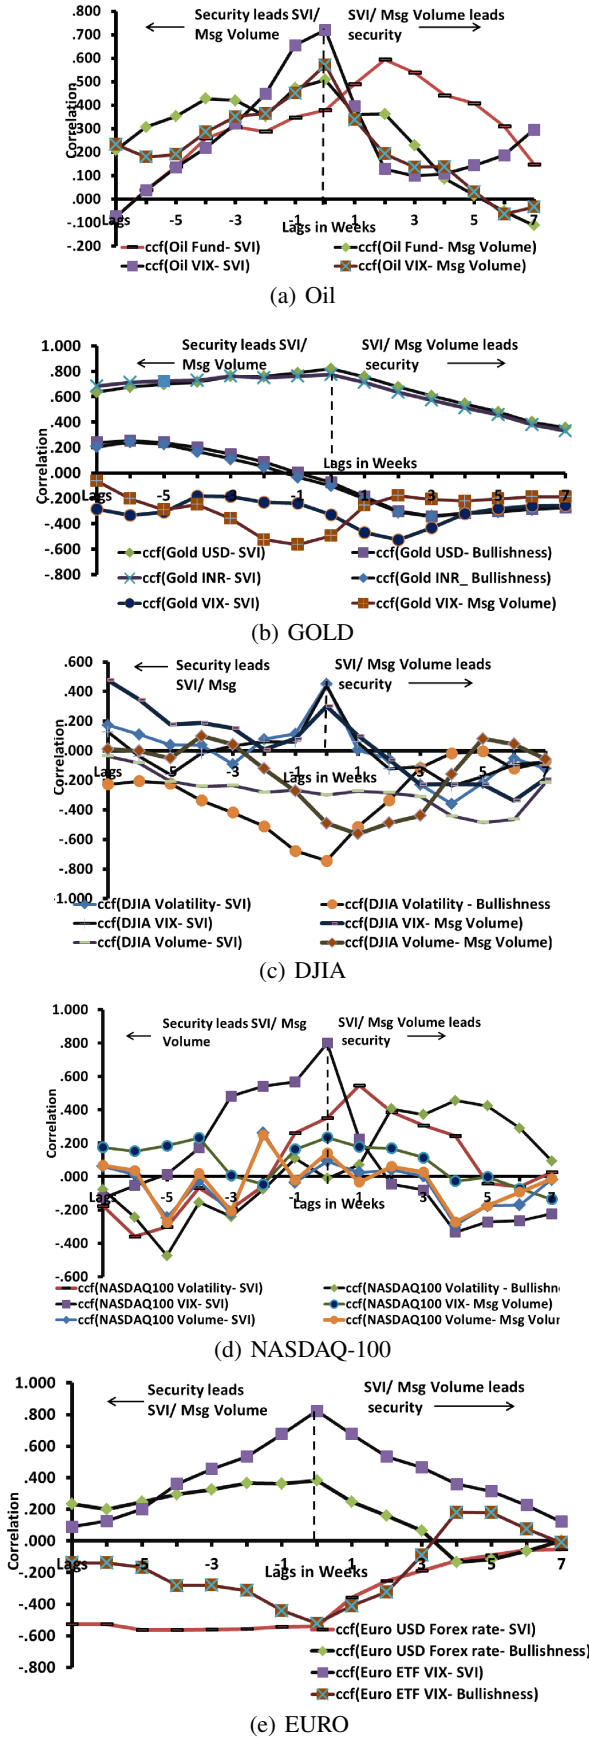 .800
.700
.600
.500
.400
.300
.200
.100
.000
-.100
-.200
Correlation
Security leads SVI/
Msg Volume
SVI/ Msg Volume leads
security
Lags -5 -3 -1 1 3 5 7
Lags in Weeks
ccf(Oil Fund- SVI)
ccf(Oil Fund- Msg Volume)
ccf(Oil VIX- SVI)
ccf(Oil VIX- Msg Volume)
(a) Oil
1.000
.800
.600
.400
.200
.000
-.200
-.400
-.600
-.800
Correlation
Security leads SVI/
Msg Volume
SVI/ Msg Volume leads
security
Lags in Weeks
Lags -5 -3 -1 1 3 5 7
ccf(Gold USD- SVI)
ccf(Gold USD- Bullishness)
ccf(Gold INR- SVI)
ccf(Gold INR_ Bullishness)
ccf(Gold VIX- SVI)
ccf(Gold VIX- Msg Volume)
(b) GOLD
.600
.400
.200
.000
-.200
-.400
-.600
-.800
-1.000
Correlation
Security leads
SVI/ Msg
SVI/ Msg Volume leads
security
Lags -5 -3 -1 1 3 5 7
Lags in Weeks
ccf(DJIA Volatility- SVI)
ccf(DJIA Volatility - Bullishness
ccf(DJIA VIX- SVI)
ccf(DJIA VIX- Msg Volume)
ccf(DJIA Volume- SVI)
ccf(DJIA Volume- Msg Volume)
(c) DJIA
1.000
.800
.600
.400
.200
.000
-.200
-.400
-.600
Correlation
Security leads SVI/ Msg
Volume
SVI/ Msg Volume leads
security
Lags -5 -3 -1 1 3 5 7
Lags in Weeks
ccf(NASDAQ100 Volatility- SVI)
ccf(NASDAQ100 Volatility - Bullishn
ccf(NASDAQ100 VIX- SVI)
ccf(NASDAQ100 VIX- Msg Volume)
ccf(NASDAQ100 Volume- SVI)
ccf(NASDAQ100 Volume- Msg Volur
(d) NASDAQ-100
1.000
.800
.600
.400
.200
.000
-.200
-.400
-.600
-.800
Correlation
Security leads
SVI/ Msg Volume
SVI/ Msg Volume leads
security
Lags -5 -3 -1 1 3 5 7
Lags in Weeks
ccf(Euro USD Forex rate- SVI)
ccf(Euro USD Forex rate- Bullishness)
ccf(Euro ETF VIX- SVI)
ccf(Euro ETF VIX- Bullishness)
(e) EURO